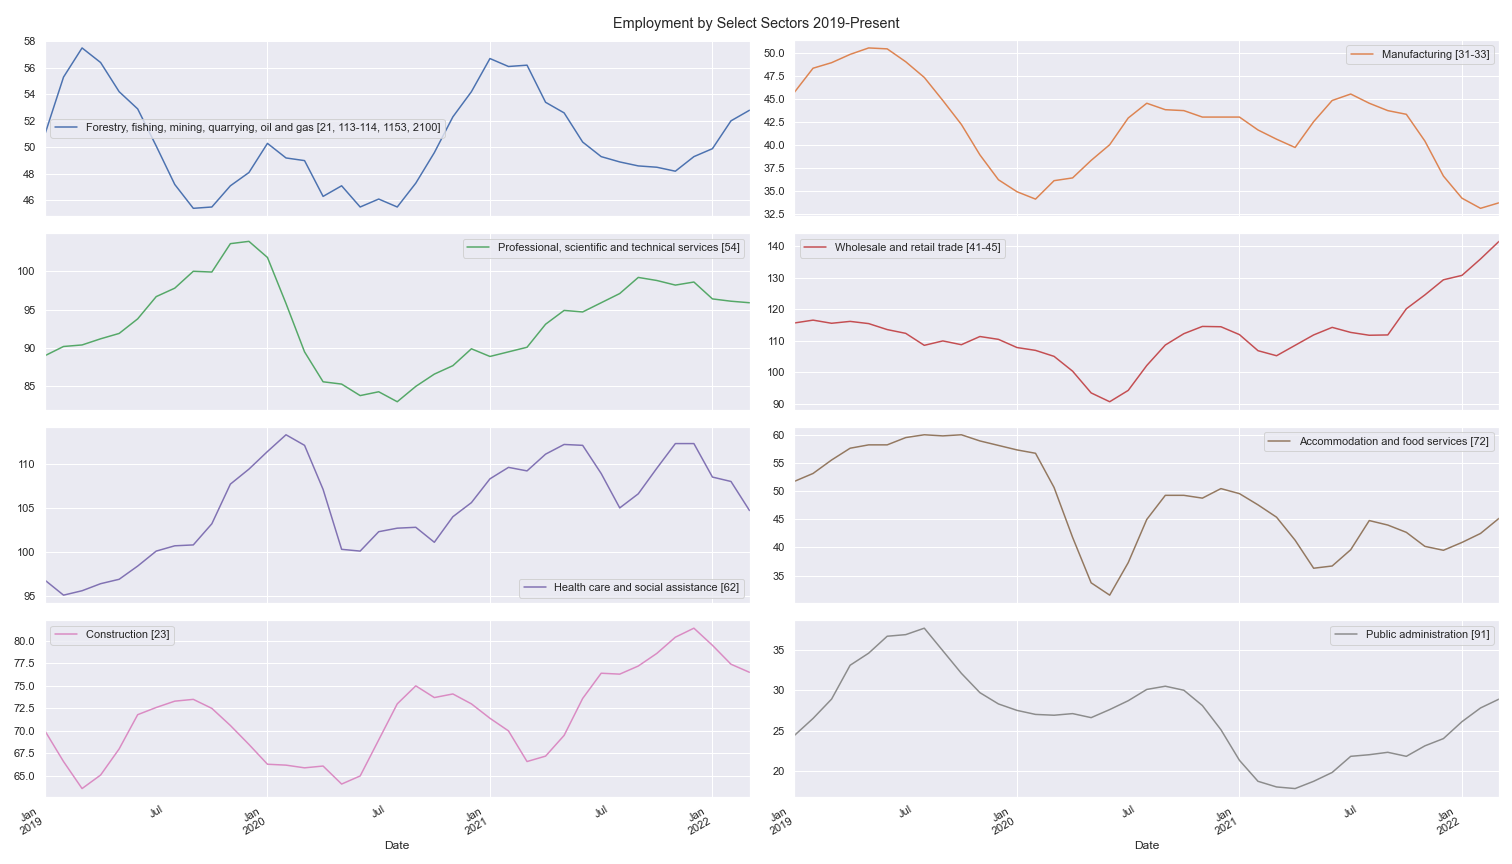 Employment by Select Sectors 2019-Present
58
56
54
52
50
48
46
Forestry, fishing, mining, quarrying, oil and gas [21, 113-114, 1153, 2100]
50.0
47.5
45.0
42.5
40.0
37.5
35.0
32.5
Manufacturing [31-33]
100
95
90
85
Professional, scientific and technical services [54]
140
130
120
110
100
90
Wholesale and retail trade [41-45]
110
105
100
95
Health care and social assistance [62]
60
55
50
45
40
35
Accommodation and food services [72]
80.0
77.5
75.0
72.5
70.0
67.5
65.0
Construction [23]
35
30
25
20
Public administration [91]
Jan
2019
Jul
Jan
2020
Jul
Jan
2021
Jul
Jan
2022
Date
Jan
2019
Jul
Jan
2020
Jul
Jan
2021
Jul
Jan
2022
Date